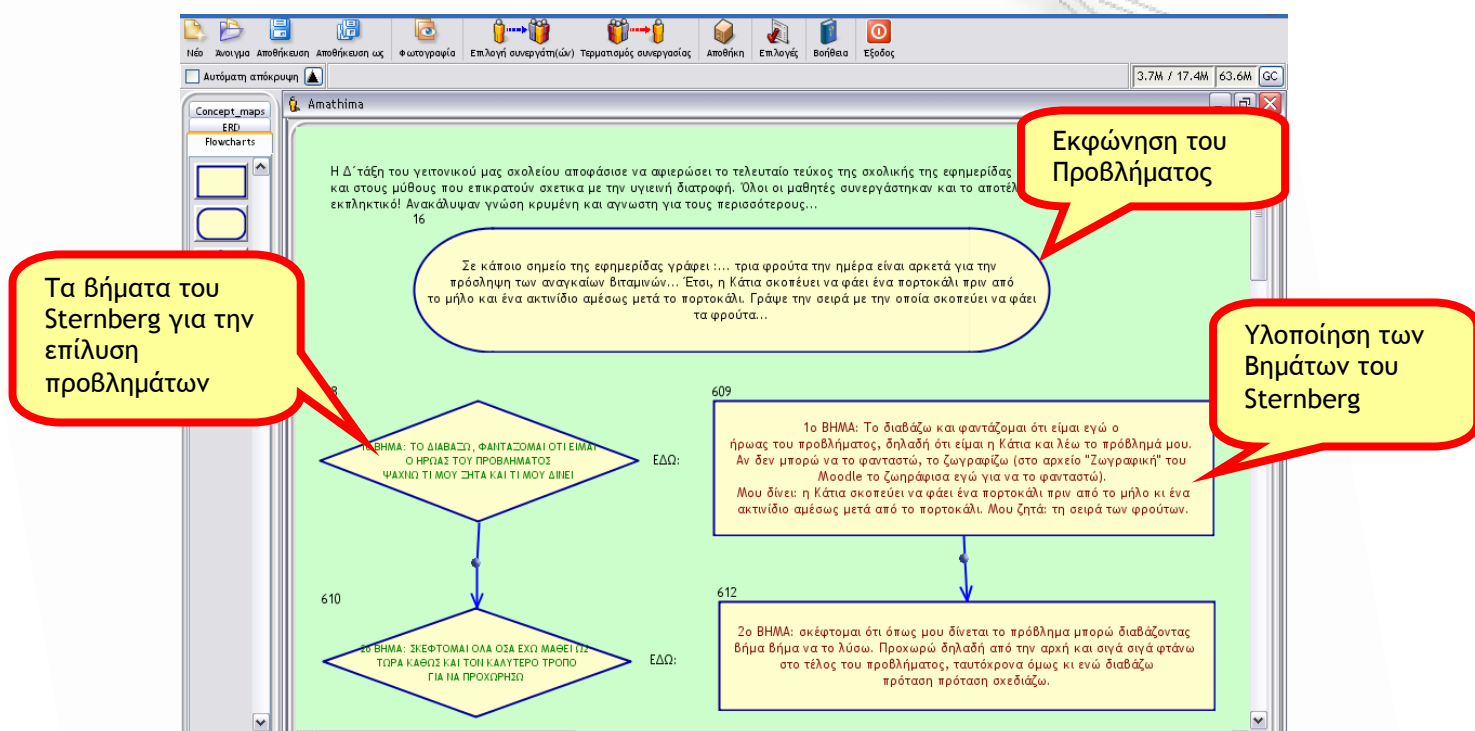 Νέο Άνοιγμα Αποθήκευση Αποθήκευση ως Φωτογραφία Επιλογή συνεργάτη(ών) Τερματισμός συνεργασίας Αποθήκη Επιλογές Βοήθεια Έξοδος
Αυτόματη απόκρυψη
3.7M / 17.4M 63.6M GC
Concept_maps
ERD
Flowcharts
Amathima
Εκφώνηση του
Προβλήματος
Η Δ΄τάξη του γειτονικού μας σχολείου αποφάσισε να αφιερώσει το τελευταίο τεύχος της σχολικής της εφημερίδας
και στους μύθους που επικρατούν σχετικα με την υγιεινή διατροφή. Όλοι οι μαθητές συνεργάστηκαν και το
εκπληκτικό! Ανακάλυψαν γνώση κρυμένη και αγνωστη για τους περισσότερους...
16
Σε κάποιο σημείο της εφημερίδας γράφει :... τρια φρούτα την ημέρα είναι αρκετά για την
πρόσληψη των αναγκαίων βιταμινών... Έτσι, η Κάτια σκοπέυει να φάει ένα πορτοκάλι πριν από
το μήλο και ένα ακτινίδιο αμέσως μετά το πορτοκάλι. Γράψε την σειρά με την οποία σκοπεύει να φάει
τα φρούτα...
Τα βήματα του
Sternberg για την
επίλυση
προβλημάτων
Υλοποίηση των
Βημάτων του
Sternberg
609
ΒΗΜΑ: ΤΟ ΔΙΑΒΑΖΩ, ΦΑΝΤΑΖΟΜΑΙ ΟΤΙ ΕΙΜΑΙ
Ο ΗΡΩΑΣ ΤΟΥ ΠΡΟΒΛΗΜΑΤΟΣ
ΨΑΧΝΩ ΤΙ ΜΟΥ ΖΗΤΑ ΚΑΙ ΤΙ ΜΟΥ ΔΙΝΕΙ
ΕΔΩ:
1ο ΒΗΜΑ: Το διαβάζω και φαντάζομαι ότι είμαι εγώ ο
ήρωας του προβλήματος, δηλαδή ότι είμαι η Κάτια και λέω το πρόβλημά μου.
Αν δεν μπορώ να το φανταστώ, το ζωγραφίζω (στο αρχείο "Ζωγραφική" του
Moodle το ζωηράφισα εγώ για να το φανταστώ).
Μου δίνει: η Κάτια σκοπεύει να φάει ένα πορτοκάλι πριν από το μήλο κι ένα
ακτινίδιο αμέσως μετά από το πορτοκάλι. Μου ζητά: τη σειρά των φρούτων.
610
2ο ΒΗΜΑ: ΣΚΕΦΤΟΜΑΙ ΟΛΑ ΟΣΑ ΕΧΩ ΜΑΘΕΙ ΩΣ
ΤΩΡΑ ΚΑΘΩΣ ΚΑΙ ΤΟΝ ΚΑΛΥΤΕΡΟ ΤΡΟΠΟ
ΓΙΑ ΝΑ ΠΡΟΧΩΡΗΣΩ
ΕΔΩ:
612
2ο ΒΗΜΑ: σκέφτομαι ότι όπως μου δίνεται το πρόβλημα μπορώ διαβάζοντας
βήμα βήμα να το λύσω. Προχωρώ δηλαδή από την αρχή και σιγά σιγά φτάνω
στο τέλος του προβλήματος, ταυτόχρονα όμως κι ενώ διαβάζω
πρόταση πρόταση σχεδιάζω.